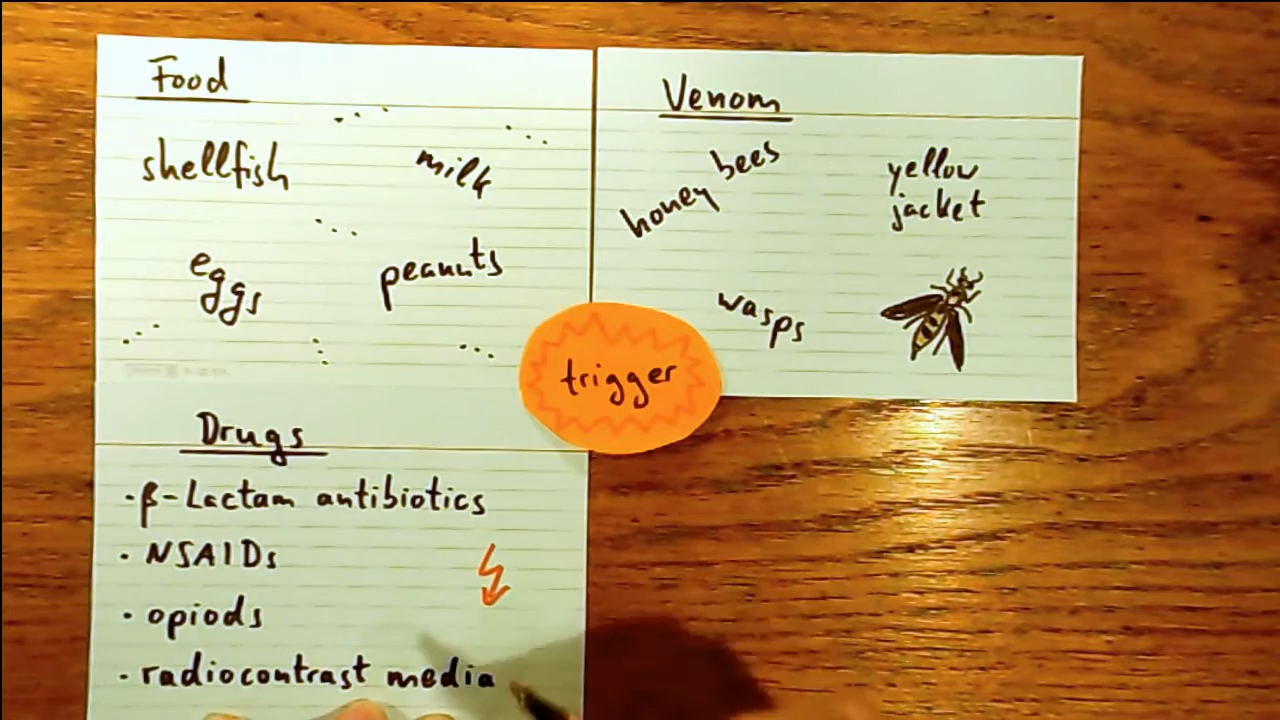 Food
shellfish
milk
eggs
peanuts
Venom
honey bees
yellow
jacket
wasps
trigger
Drugs
-β-Lactam antibiotics
· NSAIDs
· opiods
· radiocontrast media